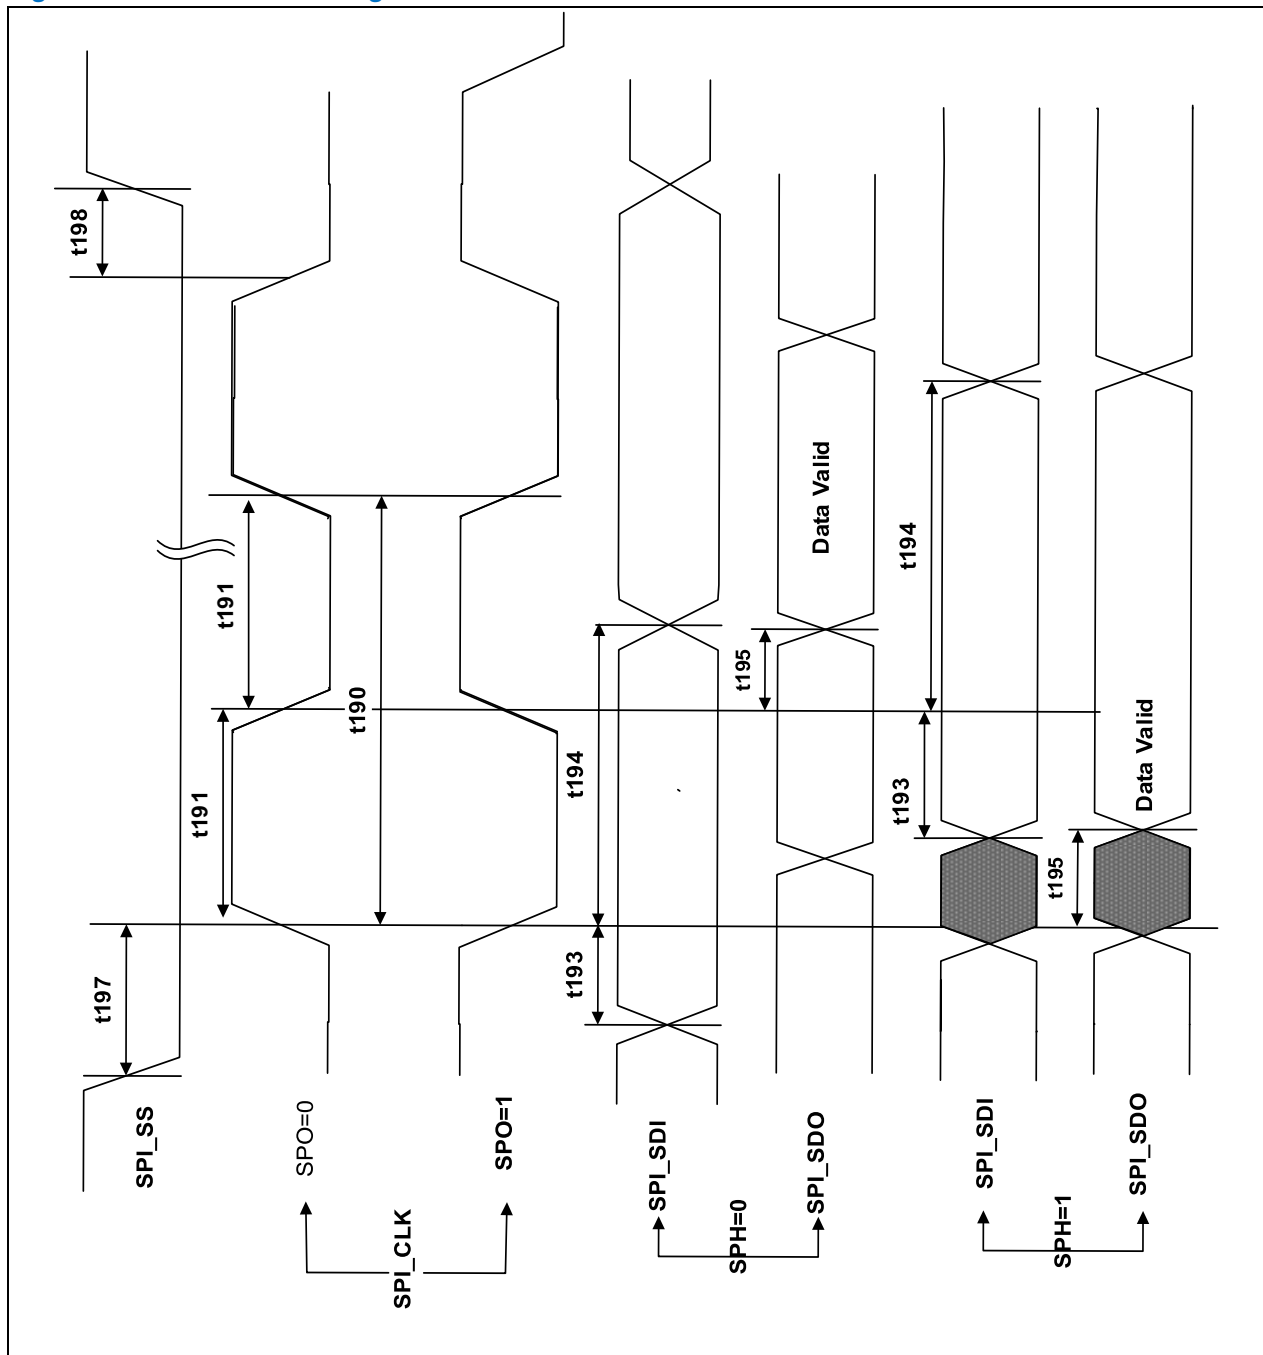 SPI_SS
t197
t198
SPI_CLK
SPO=0
SPO=1
t191
t191
t190
SPH=0
SPI_SDI
t193
t194
SPI_SDO
t195
Data Valid
SPH=1
SPI_SDI
t193
t194
SPI_SDO
t195
Data Valid